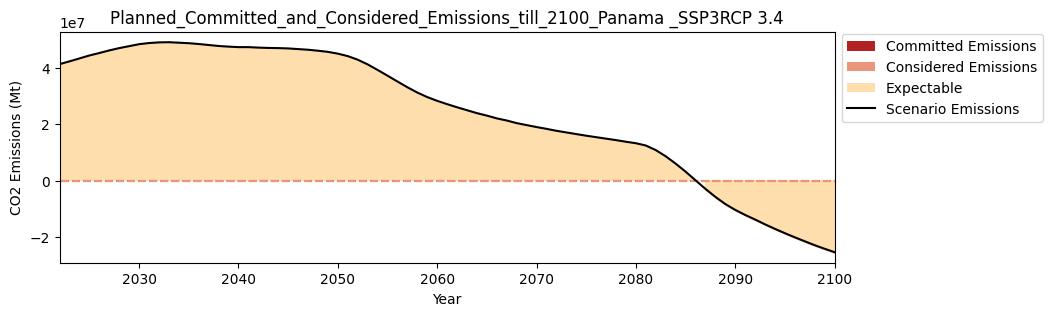 Planned_Committed_and_Considered_Emissions_till_2100_Panama _SSP3RCP 3.4
1e7
4
2
0
−2
CO2 Emissions (Mt)
2030 2040 2050 2060 2070 2080 2090 2100
Year
Committed Emissions
Considered Emissions
Expectable
Scenario Emissions